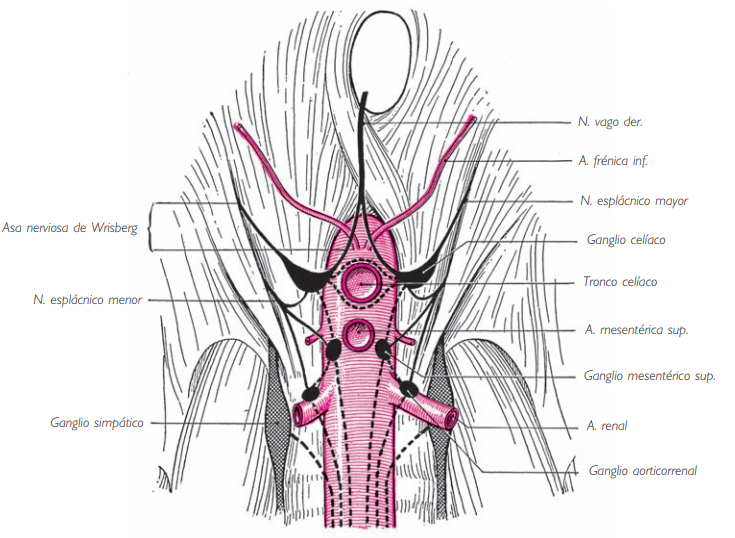 N. vago der.
A. frénica inf.
N. esplácnico mayor
Asa nerviosa de Wrisberg
Ganglio celíaco
Tronco celíaco
N. esplácnico menor
A. mesentérica sup.
Ganglio mesentérico sup.
Ganglio simpático
A. renal
Ganglio aorticorrenal